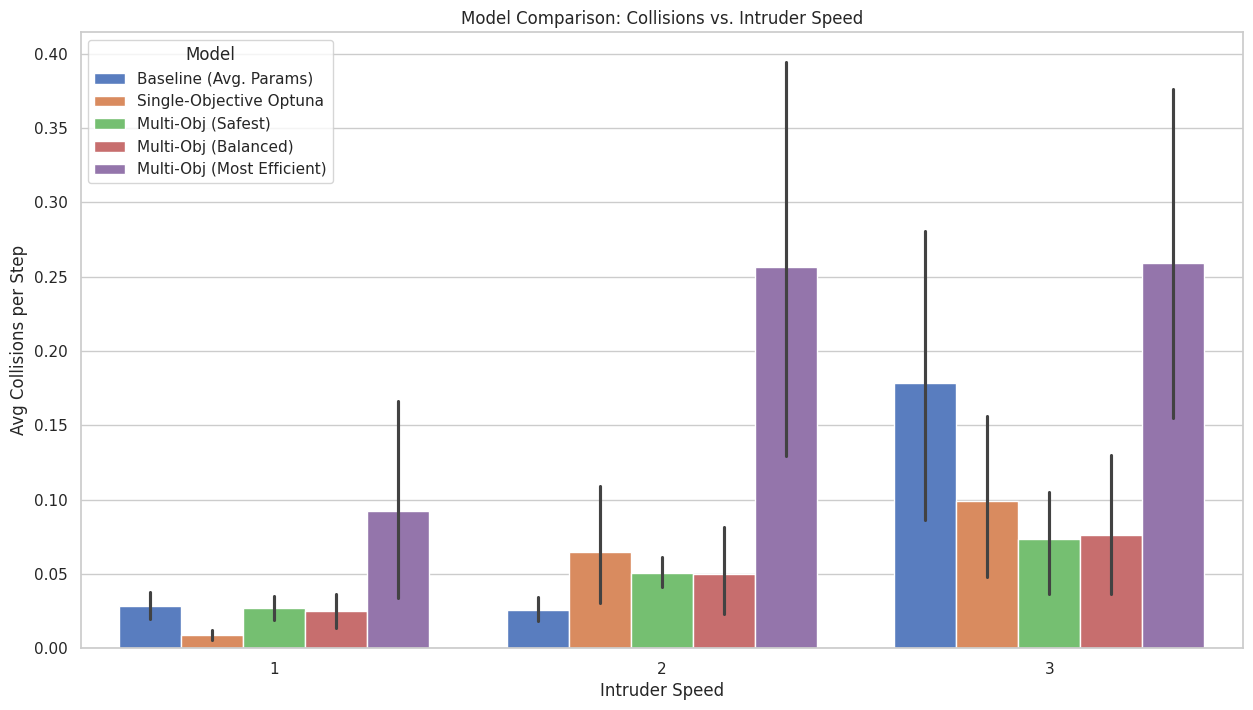 Model Comparison: Collisions vs. Intruder Speed
Model
Baseline (Avg. Params)
Single-Objective Optuna
Multi-Obj (Safest)
Multi-Obj (Balanced)
Multi-Obj (Most Efficient)
Avg Collisions per Step
0.40
0.35
0.30
0.25
0.20
0.15
0.10
0.05
0.00
1
2
3
Intruder Speed